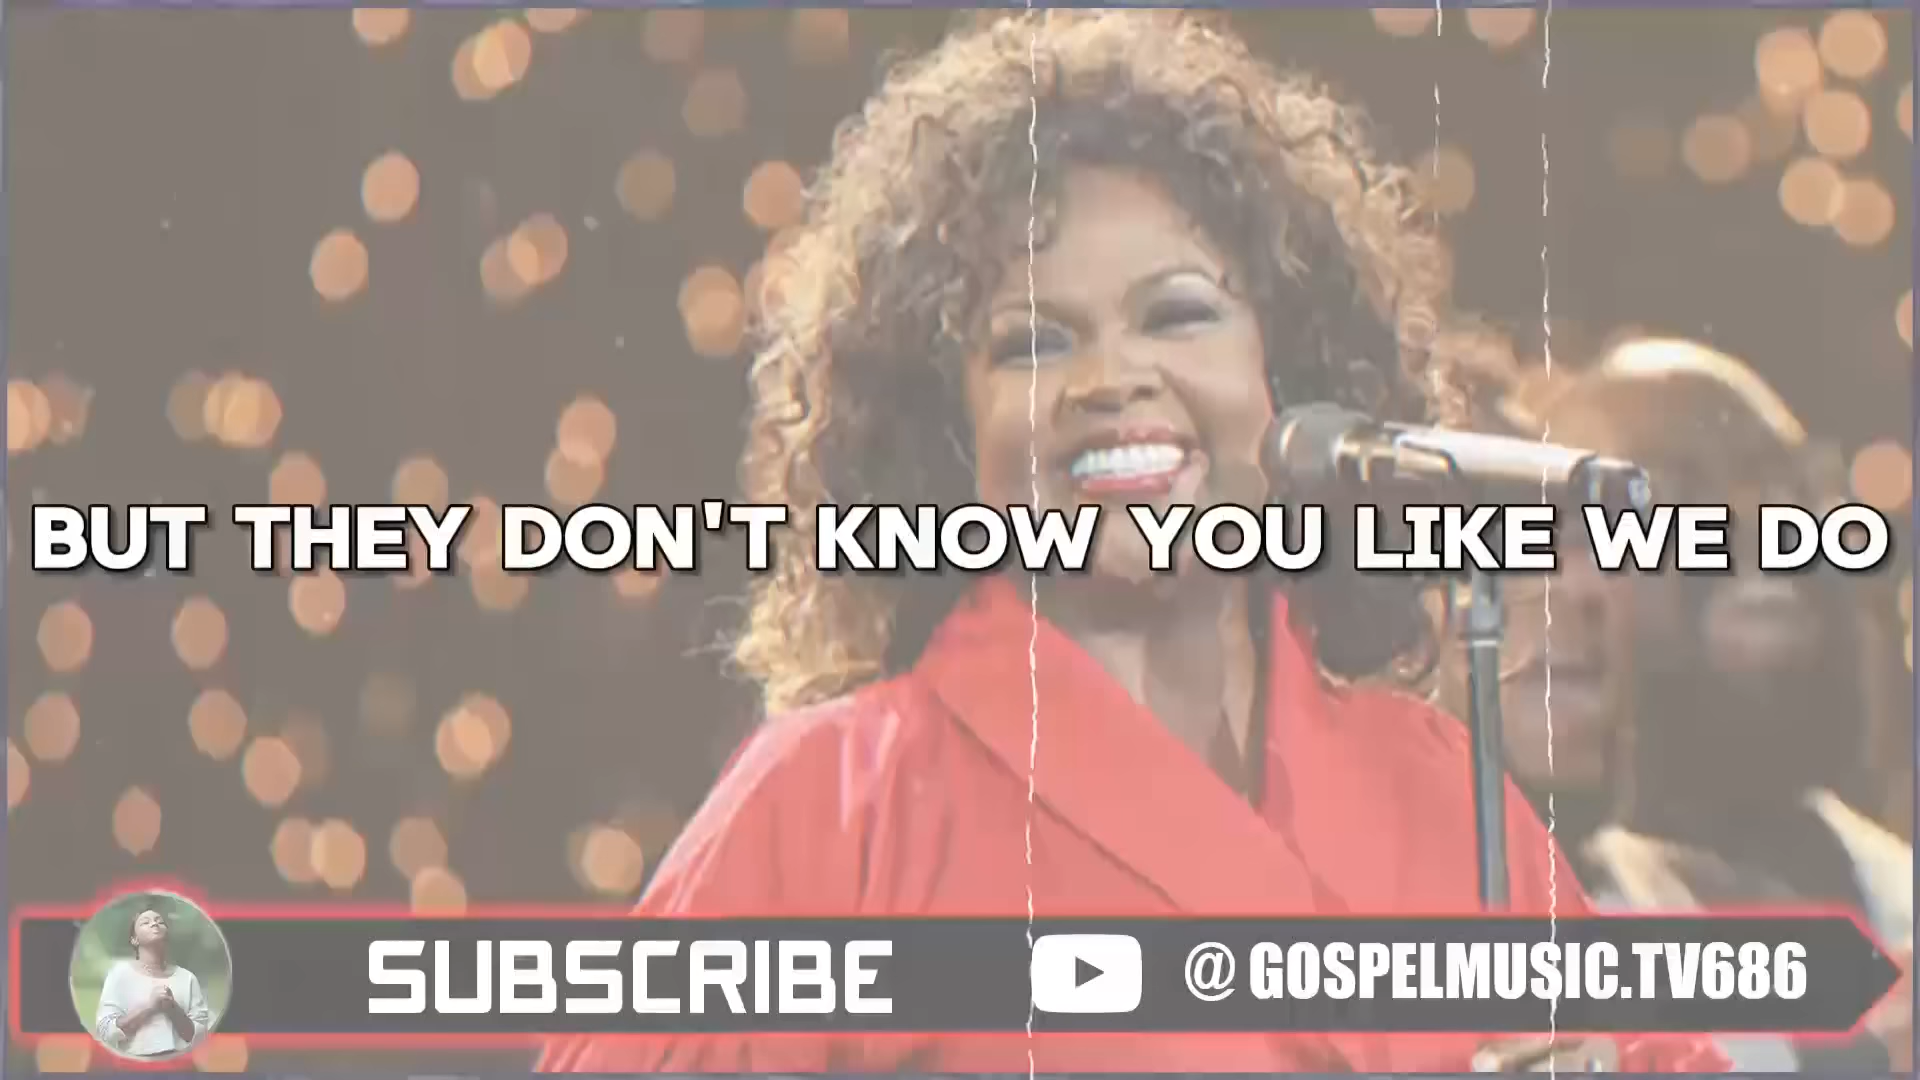 BUT THEY DON'T KNOW YOU LIKE WE DO
SUBSCRIBE @GOSPELMUSIC.TV686